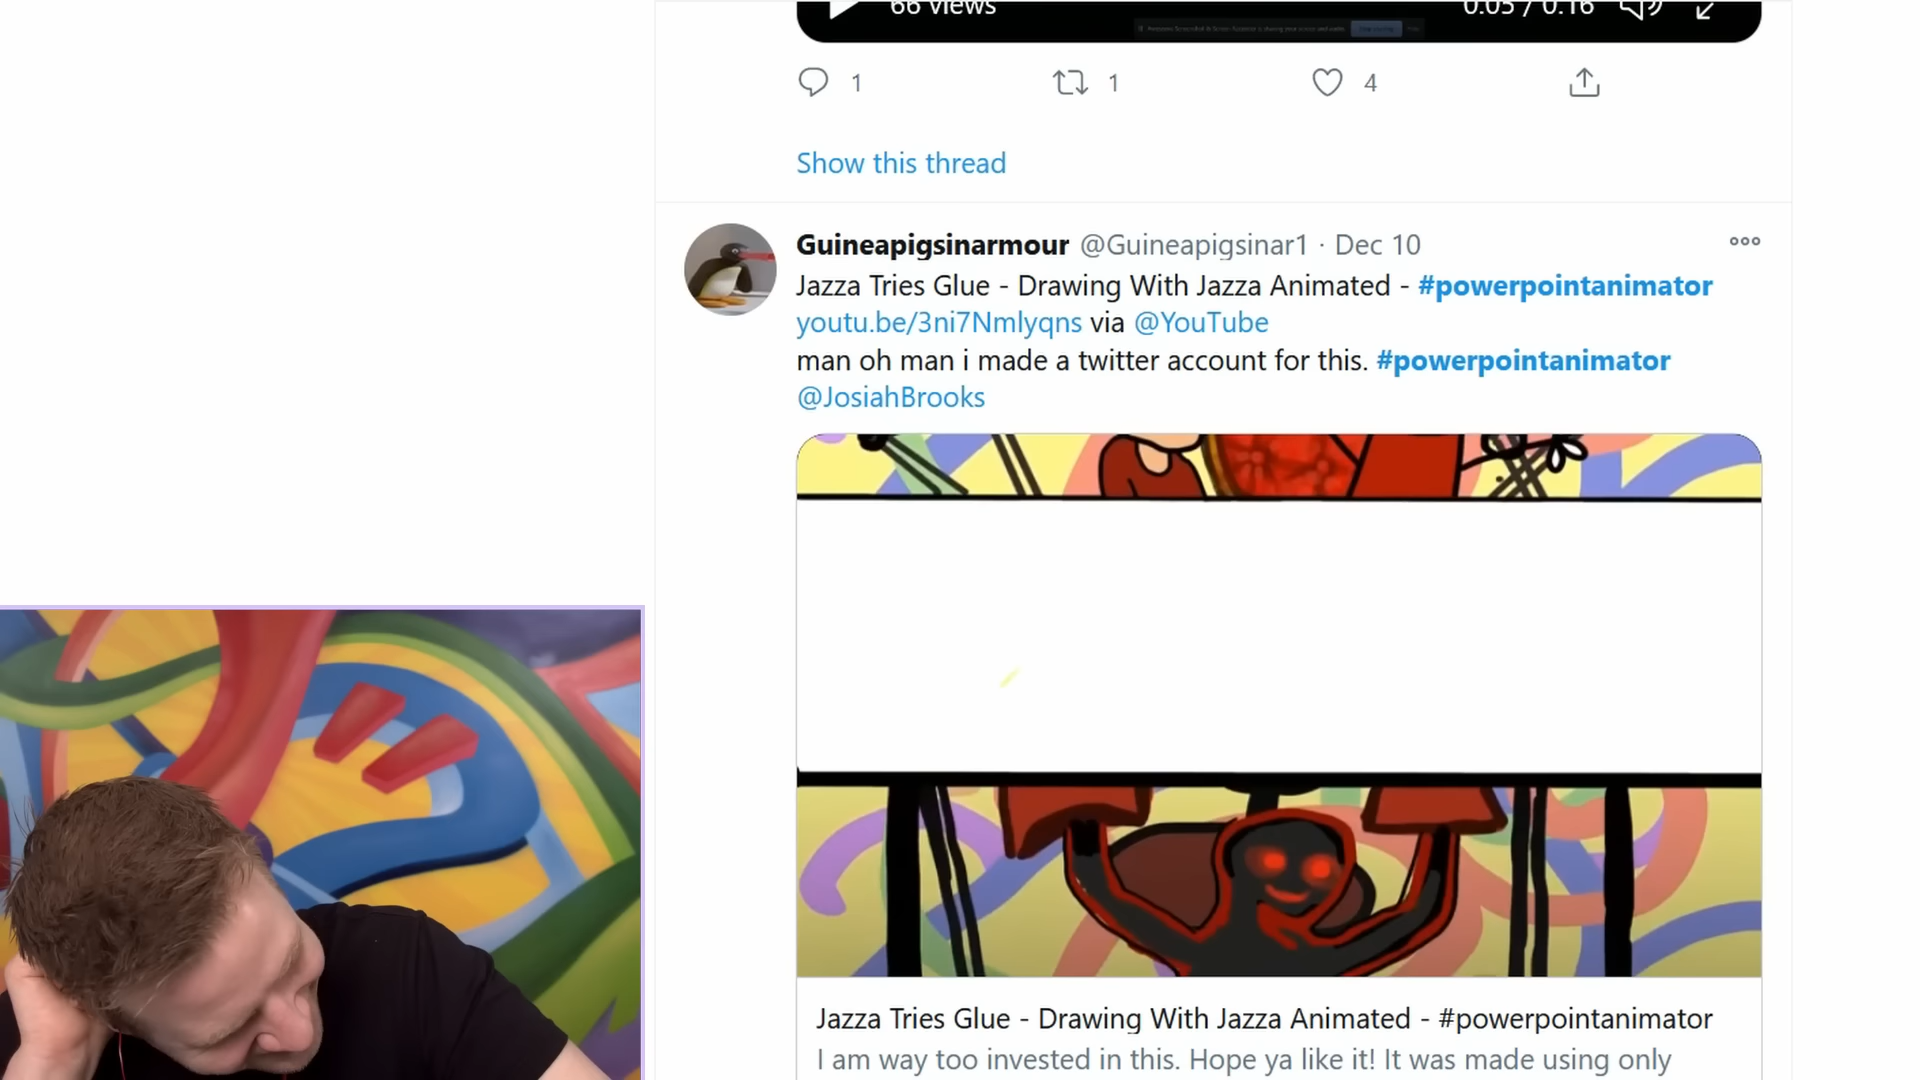 66 views
0:05 / 0:16
1
1
4
Show this thread
Guineapigsinarmour @Guineapigsinar1 · Dec 10
Jazza Tries Glue - Drawing With Jazza Animated - #powerpointanimator
youtu.be/3ni7Nmlyqns via @YouTube
man oh man i made a twitter account for this. #powerpointanimator
@JosiahBrooks
Jazza Tries Glue - Drawing With Jazza Animated - #powerpointanimator
I am way too invested in this. Hope ya like it! It was made using only